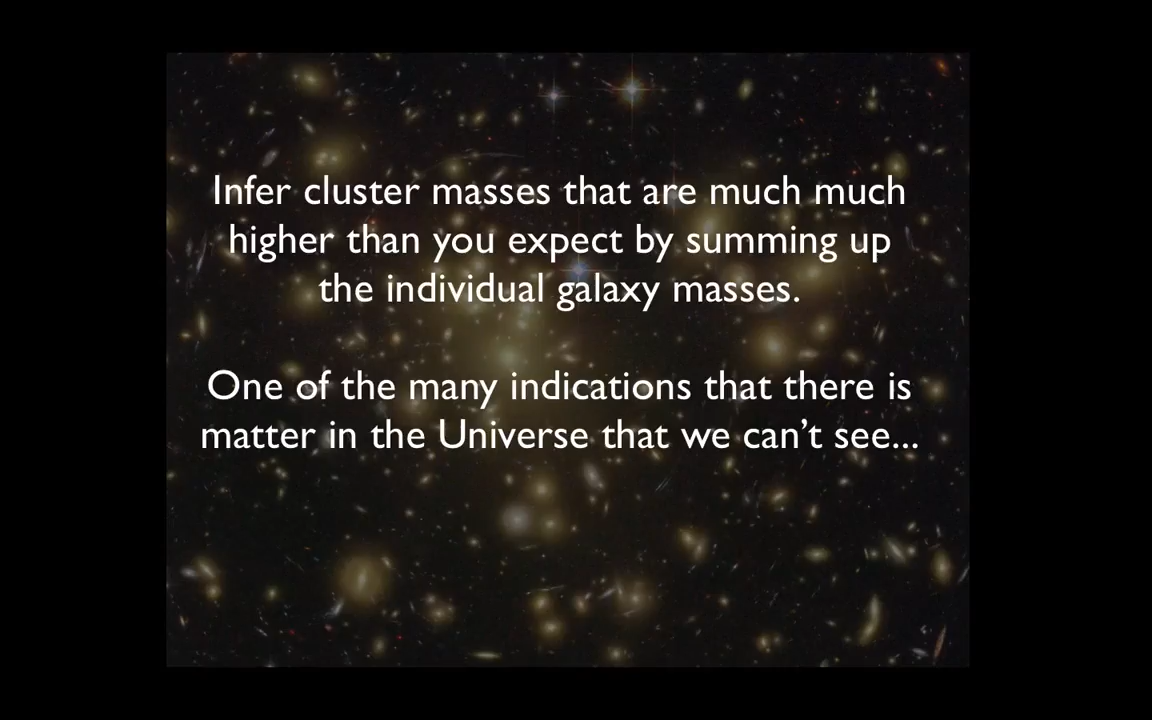 Infer cluster masses that are much much
higher than you expect by summing up
the individual galaxy masses.
One of the many indications that there is
matter in the Universe that we can’t see...